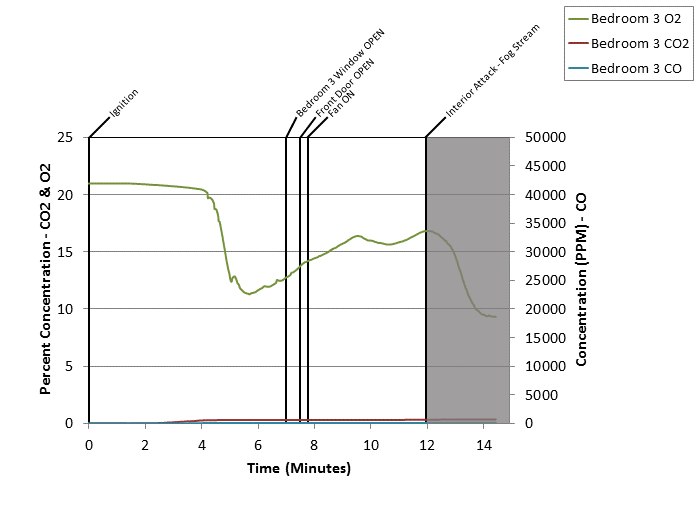 Bedroom 3 O2
Bedroom 3 CO2
Bedroom 3 CO
Ignition
Bedroom 3 Window OPEN
Front Door OPEN
Fan ON
Interior Attack - Fog Stream
25
20
15
10
5
0
50000
45000
40000
35000
30000
25000
20000
15000
10000
5000
0
Percent Concentration - CO2 & O2
Concentration (PPM) - CO
0 2 4 6 8 10 12 14
Time (Minutes)